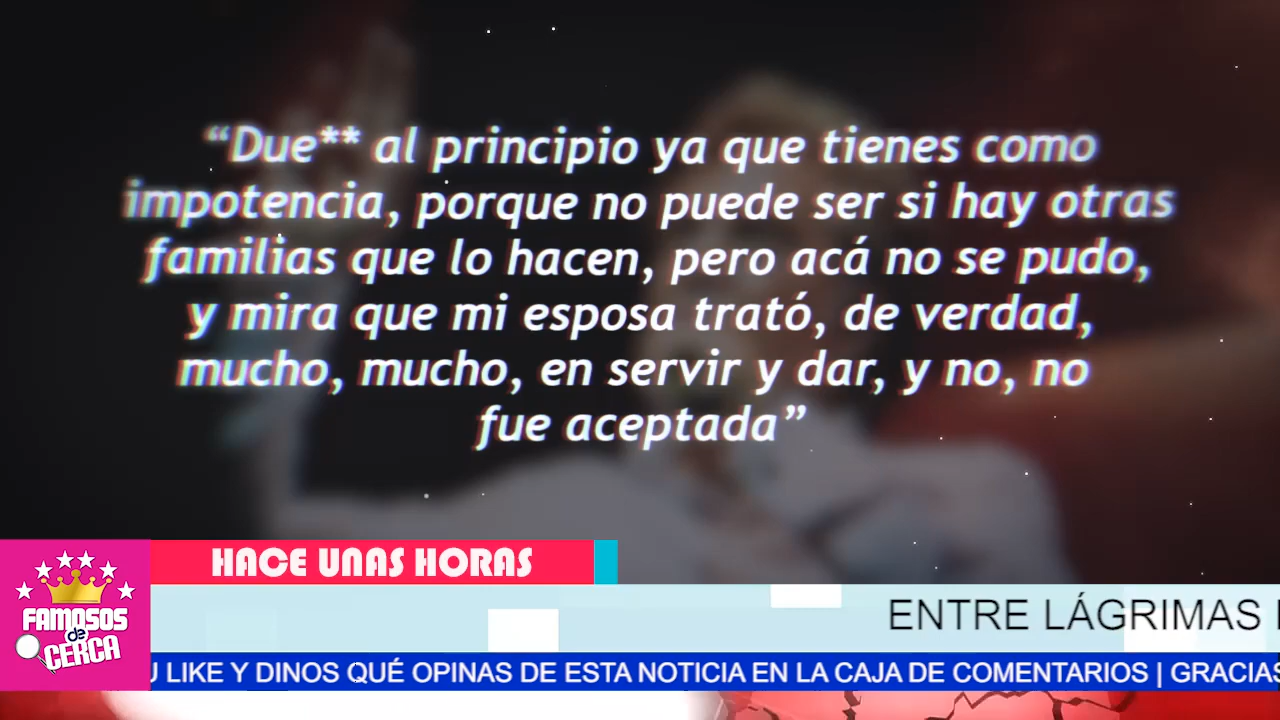 “Due** al principio ya que tienes como
impotencia, porque no puede ser si hay otras
familias que lo hacen, pero acá no se pudo,
y mira que mi esposa trató, de verdad,
mucho, mucho, en servir y dar, y no, no
fue aceptada”
HACE UNAS HORAS
FAMOSOS
de
CERCA
ENTRE LÁGRIMAS
U LIKE Y DINOS QUÉ OPINAS DE ESTA NOTICIA EN LA CAJA DE COMENTARIOS | GRACIAS